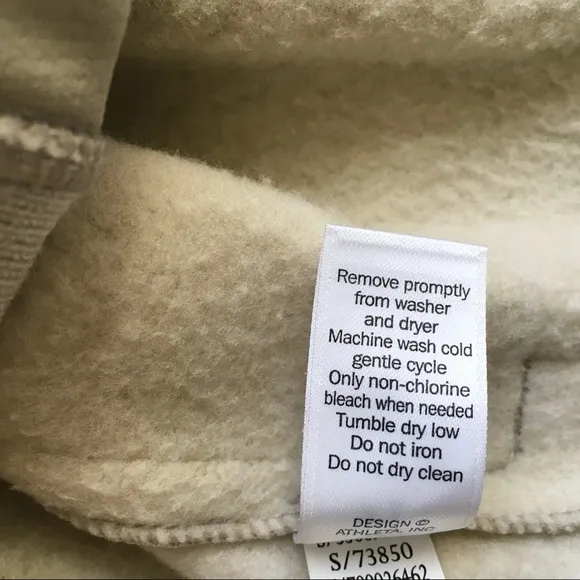 Remove promptly
from washer
and dryer
Machine wash cold
gentle cycle
Only non-chlorine
bleach when needed
Tumble dry low
Do not iron
Do not dry clean
DESIGN ©
ATHLETA, INC
S/73850